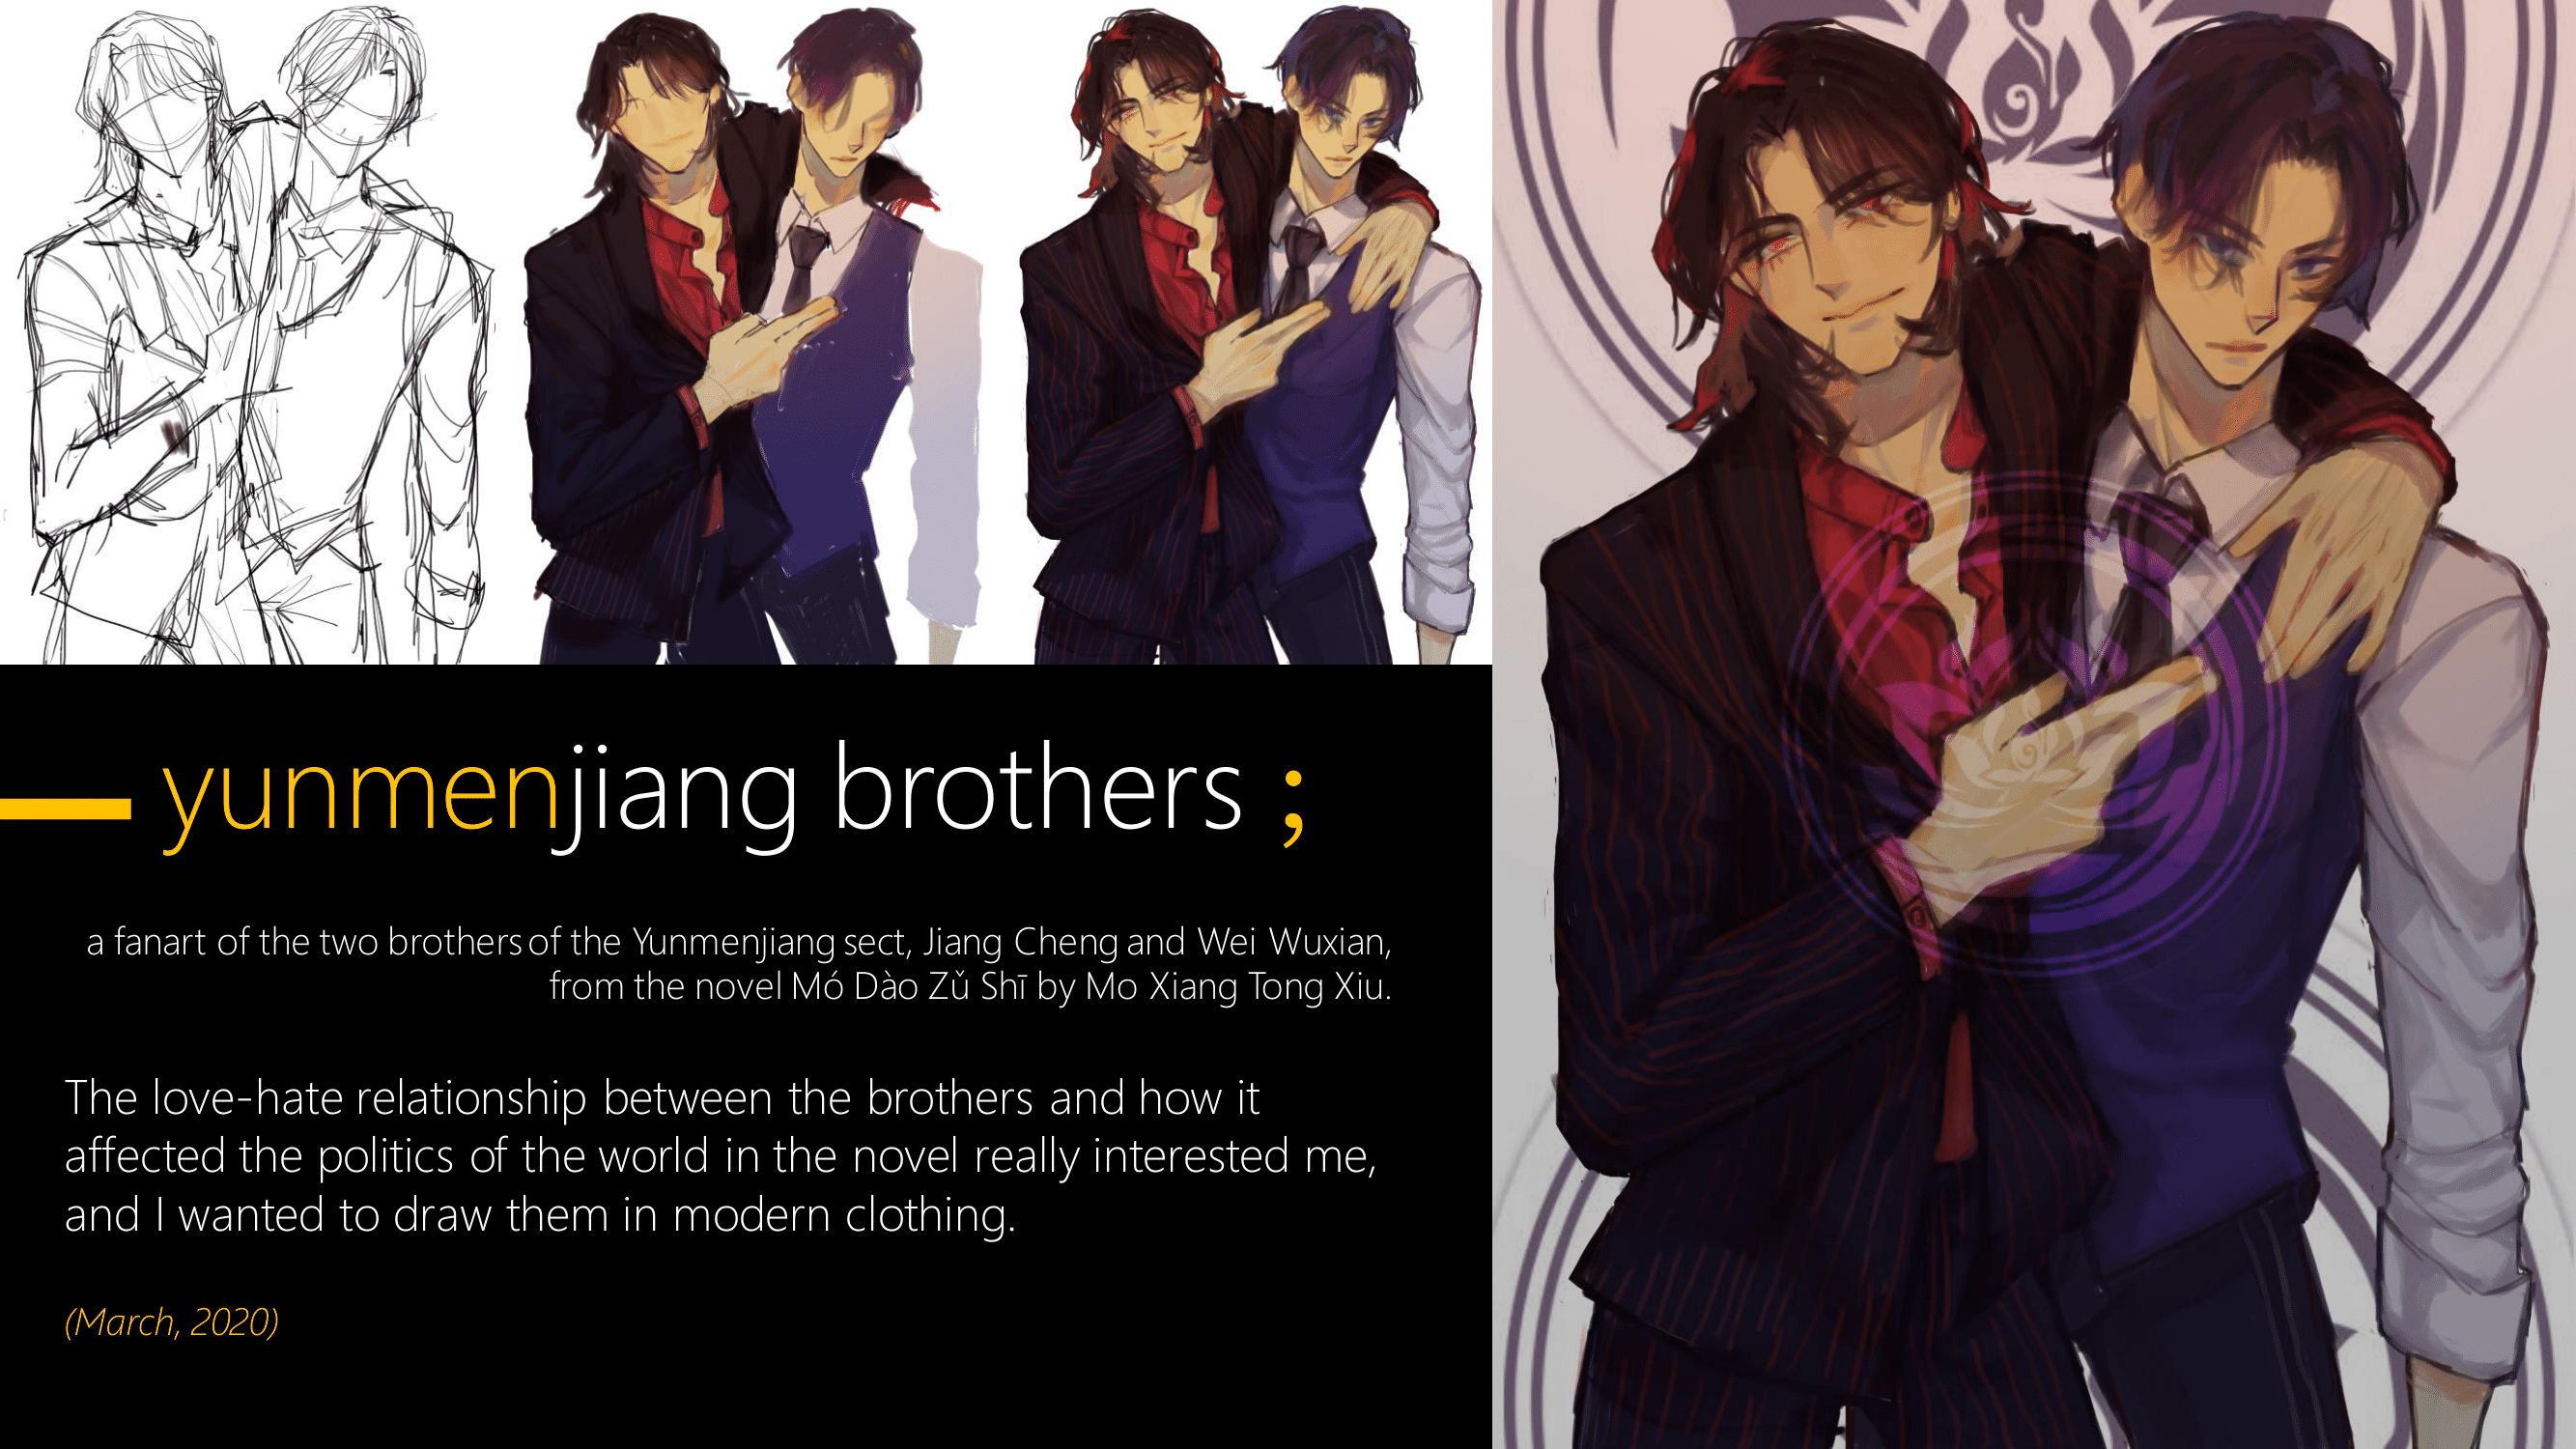 yunmenjiang brothers ;
a fanart of the two brothers of the Yunmenjiang sect, Jiang Cheng and Wei Wuxian,
from the novel Mó Dào Zǔ Shī by Mo Xiang Tong Xiu.
The love-hate relationship between the brothers and how it
affected the politics of the world in the novel really interested me,
and I wanted to draw them in modern clothing.
(March, 2020)